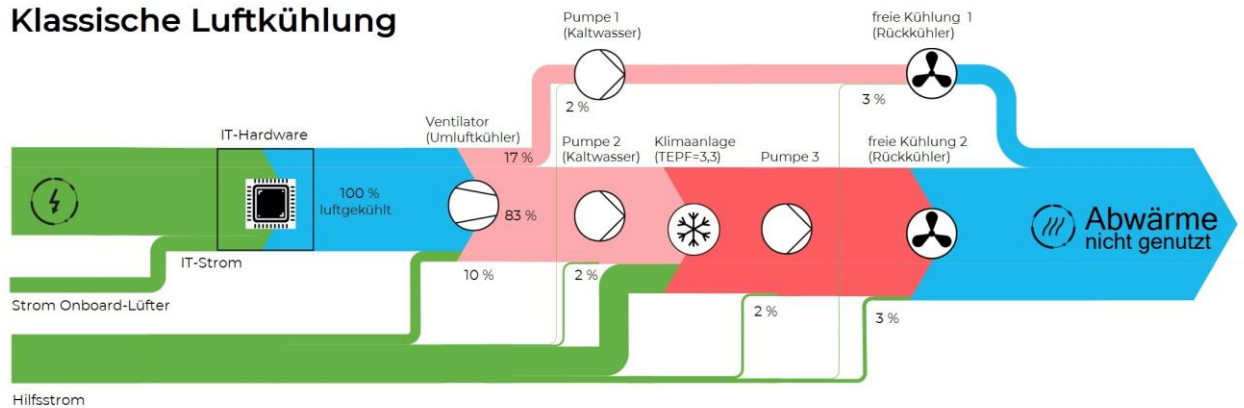 Klassische Luftkühlung
Pumpe 1
(Kaltwasser)
freie Kühlung 1
(Rückkühler)
2 %
3 %
IT-Hardware
Ventilator
(Umluftkühler)
17 %
Pumpe 2
(Kaltwasser)
Klimaanlage
(TEPF=3,3)
Pumpe 3
freie Kühlung 2
(Rückkühler)
100 %
luftgekühlt
83 %
Abwärme
nicht genutzt
IT-Strom
10 %
2 %
Strom Onboard-Lüfter
2 %
3 %
Hilfsstrom